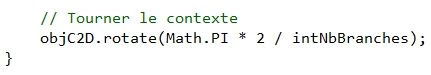 // Tourner le contexte
objC2D.rotate(Math.PI * 2 / intNbBranches);
}